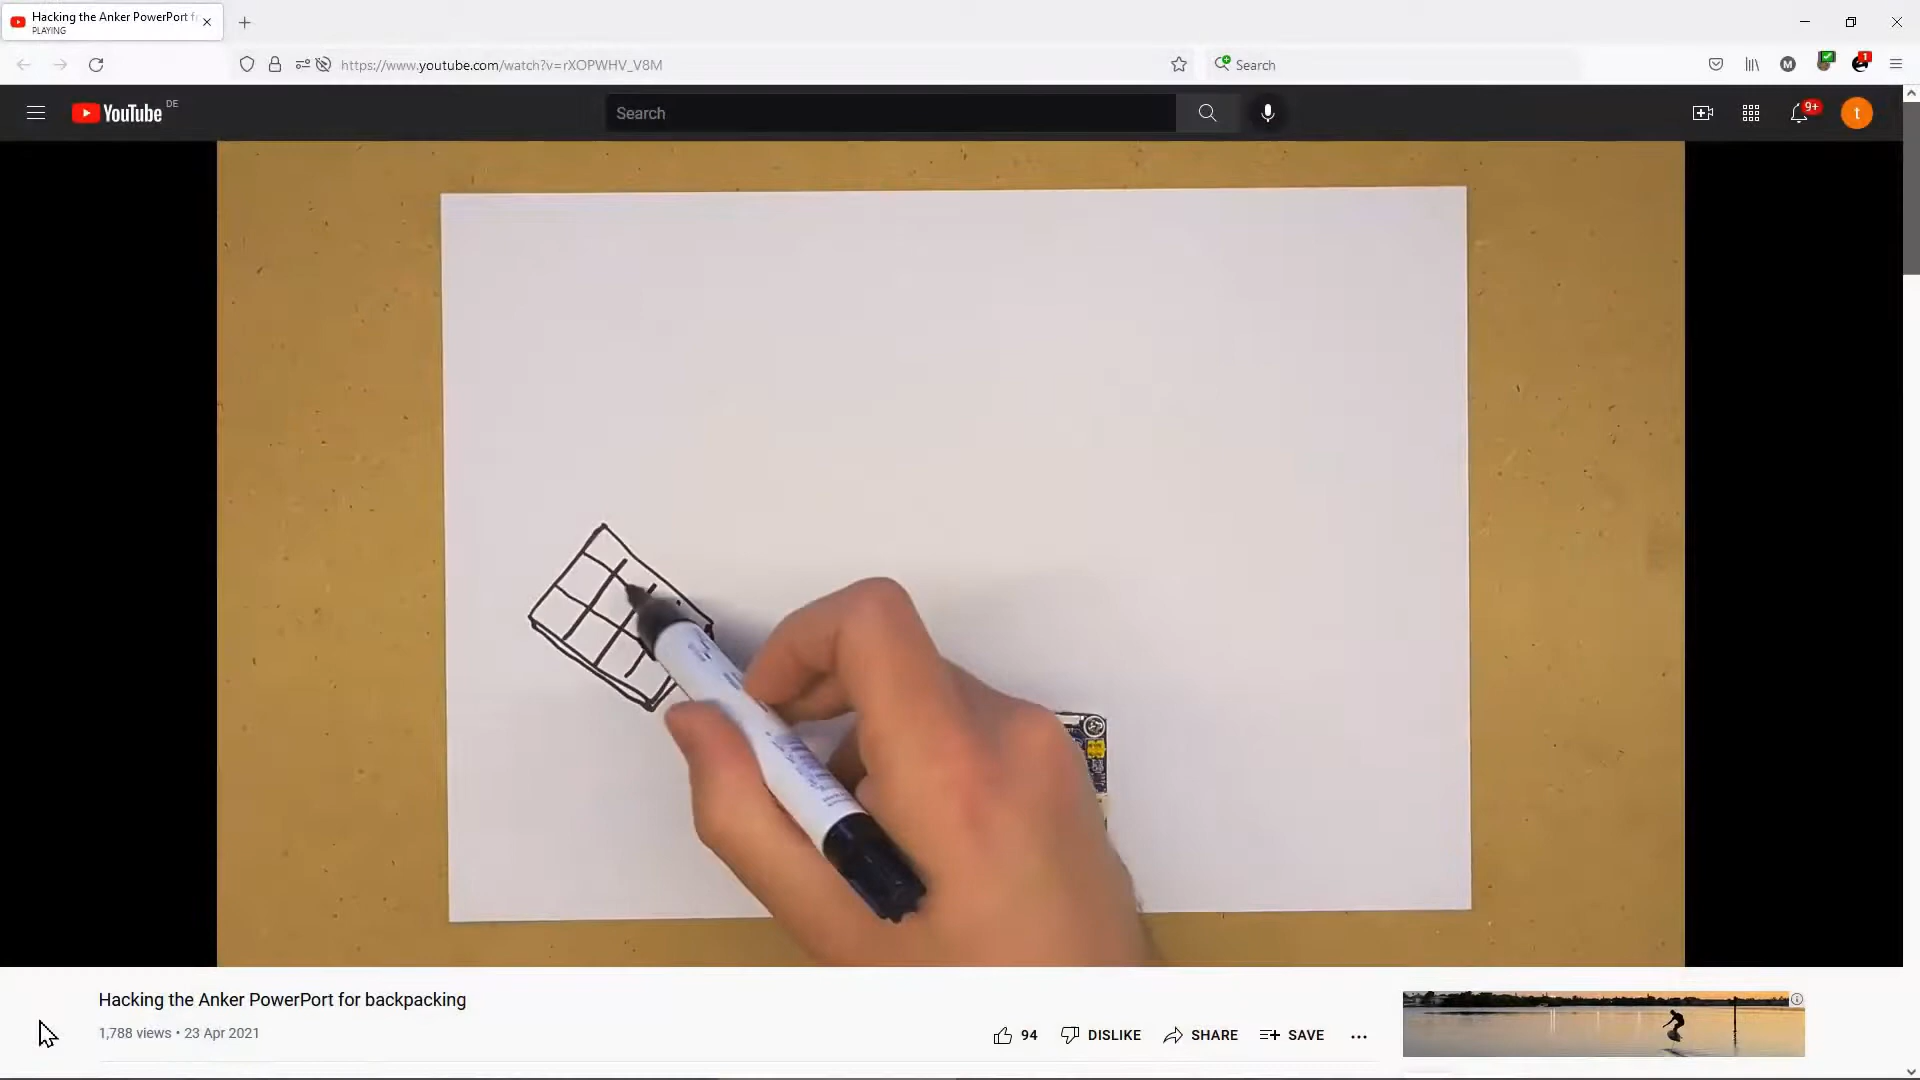 Hacking the Anker PowerPort f
PLAYING
https://www.youtube.com/watch?v=rXOPWHV_V8M
Search
M
1
YouTube DE
Search
9+
t
Hacking the Anker PowerPort for backpacking
1,788 views • 23 Apr 2021
94
DISLIKE
SHARE
SAVE